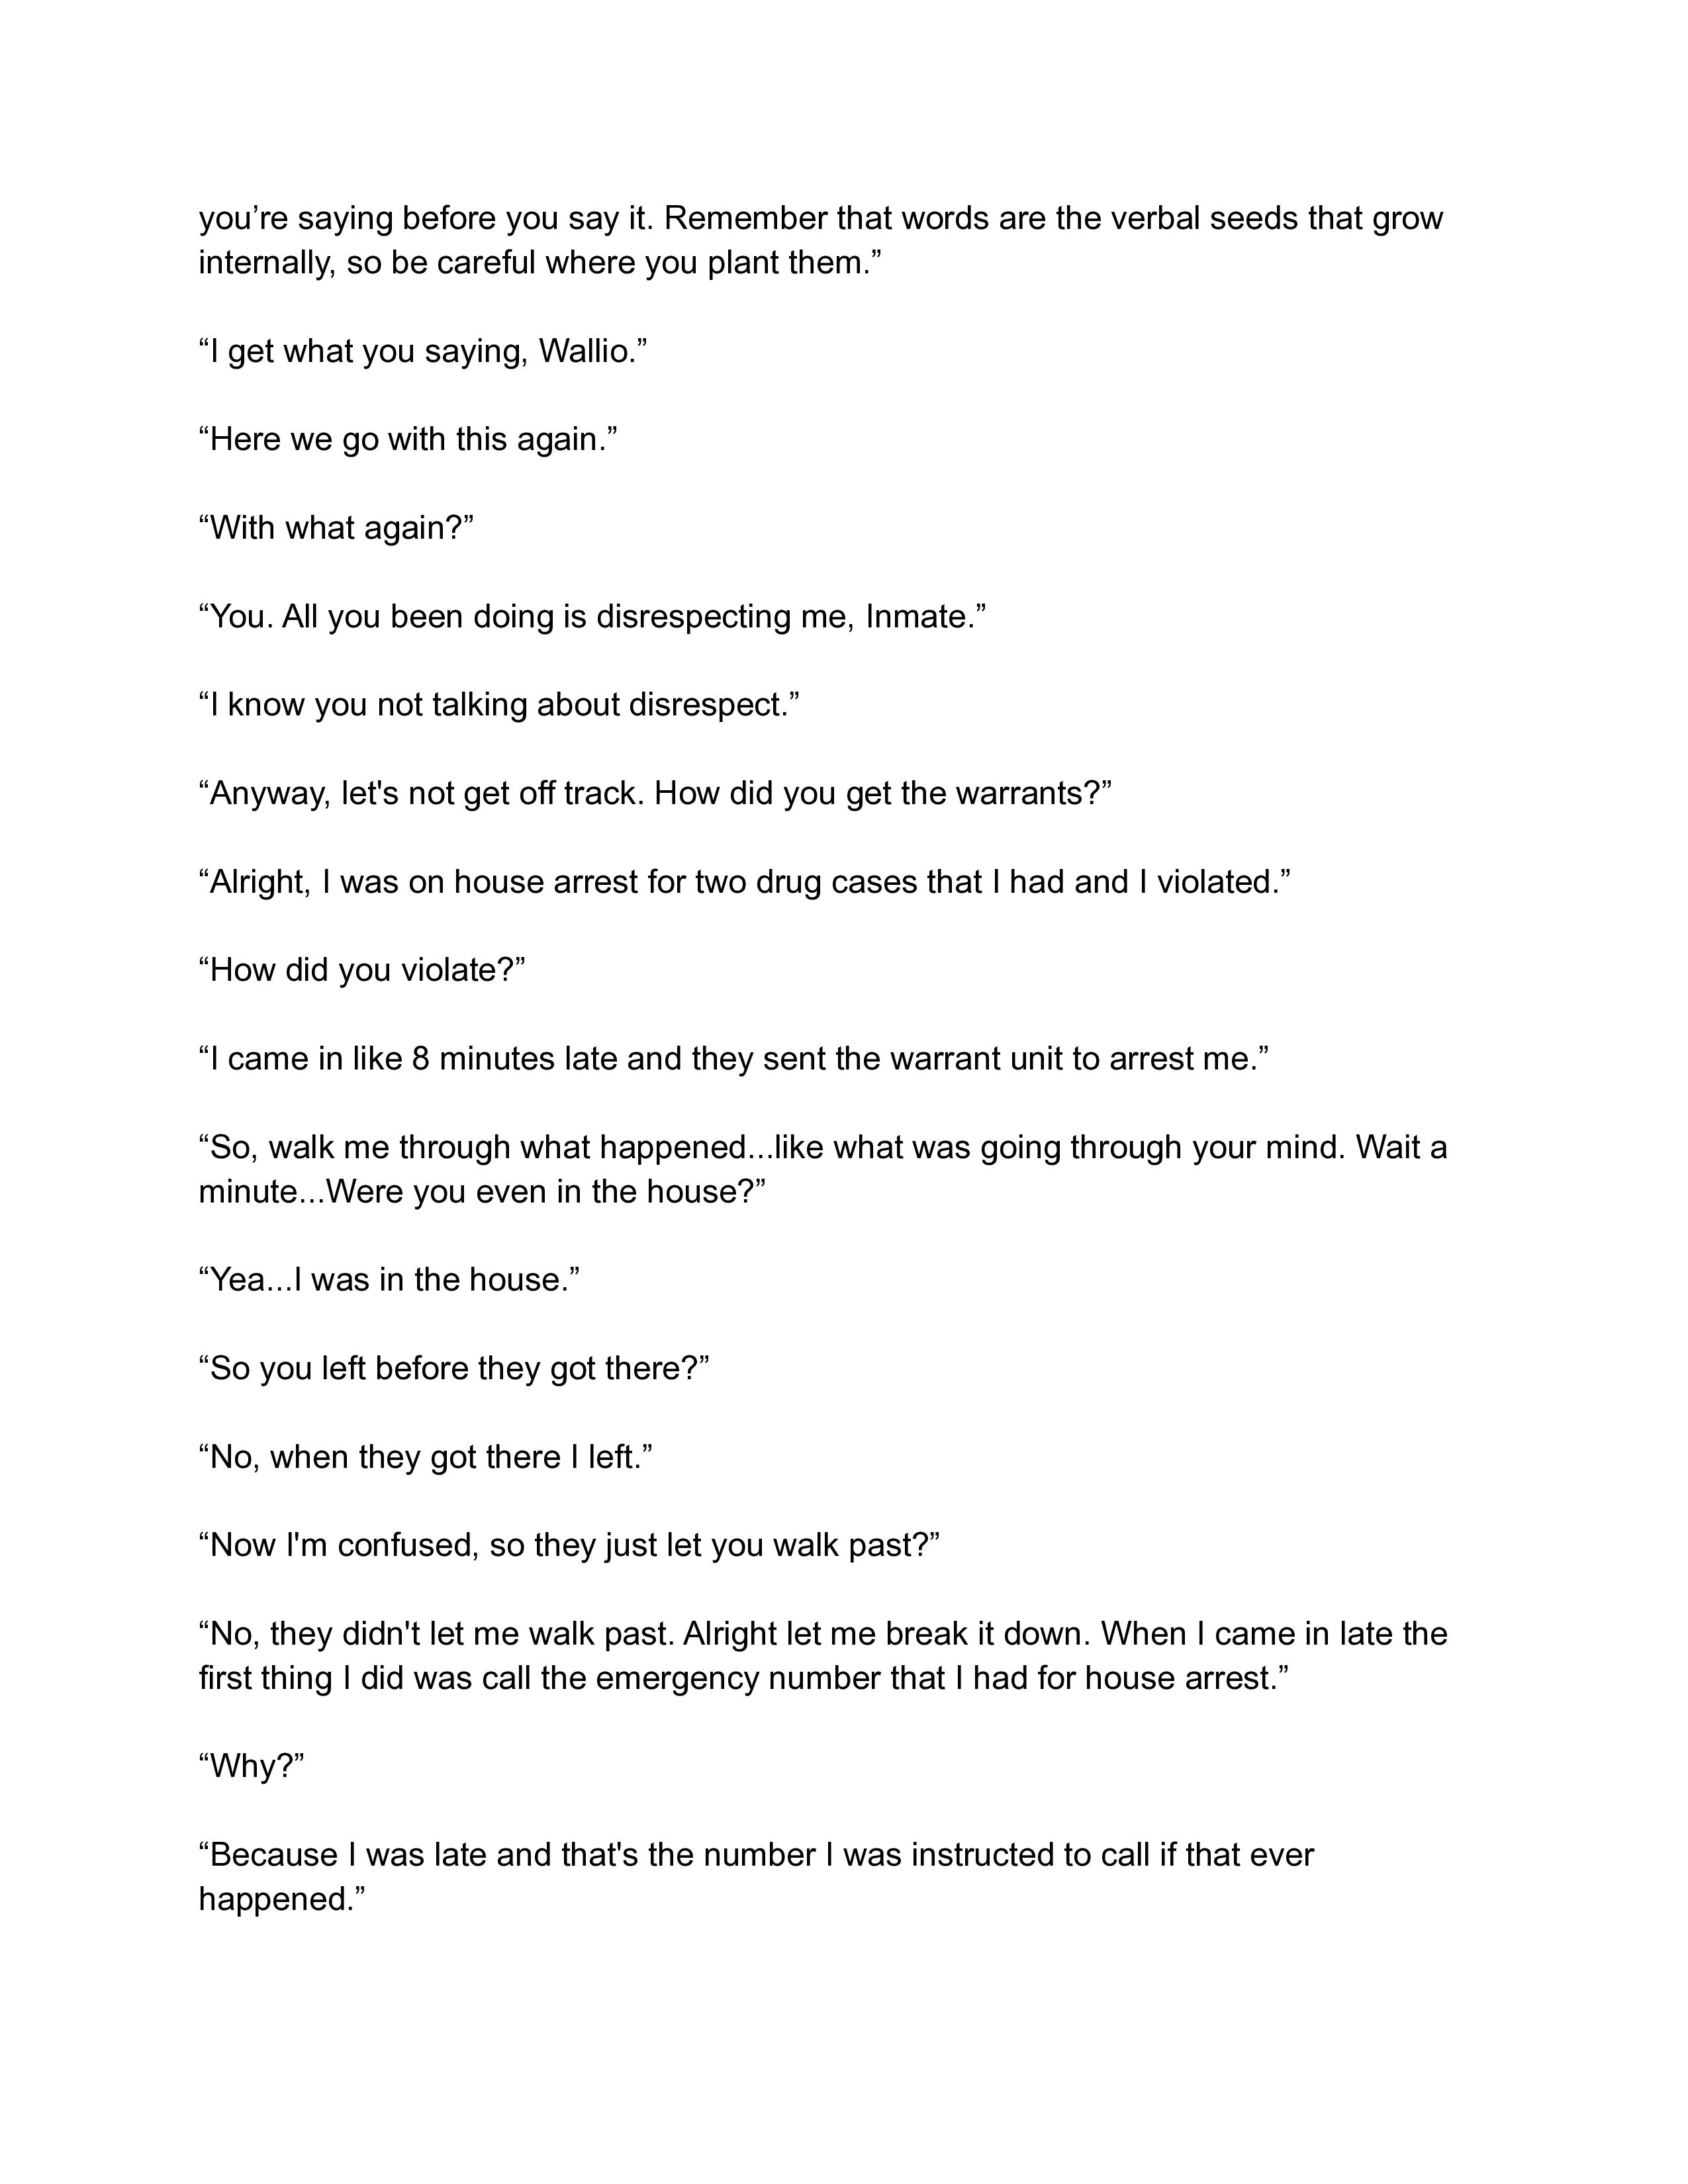 you’re saying before you say it. Remember that words are the verbal seeds that grow
internally, so be careful where you plant them.”
“I get what you saying, Wallio.”
“Here we go with this again.”
“With what again?”
“You. All you been doing is disrespecting me, Inmate.”
“I know you not talking about disrespect.”
“Anyway, let's not get off track. How did you get the warrants?”
“Alright, I was on house arrest for two drug cases that I had and I violated.”
“How did you violate?”
“I came in like 8 minutes late and they sent the warrant unit to arrest me.”
“So, walk me through what happened...like what was going through your mind. Wait a
minute...Were you even in the house?”
“Yea...I was in the house.”
“So you left before they got there?”
“No, when they got there I left.”
“Now I'm confused, so they just let you walk past?”
“No, they didn't let me walk past. Alright let me break it down. When I came in late the
first thing I did was call the emergency number that I had for house arrest.”
“Why?”
“Because I was late and that's the number I was instructed to call if that ever
happened.”